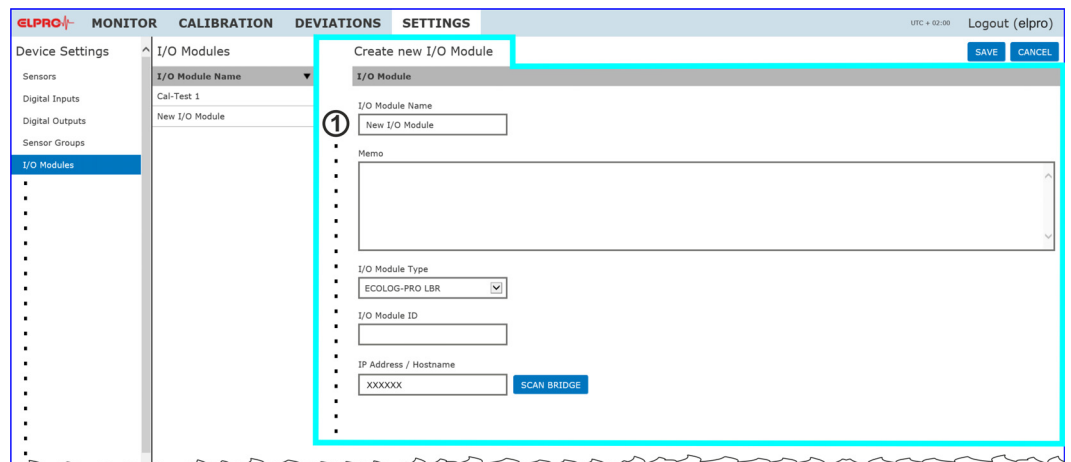 ELPRO MONITOR CALIBRATION DEVIATIONS SETTINGS UTC + 02:00 Logout (elpro)
Device Settings
Sensors
Digital Inputs
Digital Outputs
Sensor Groups
I/O Modules
I/O Modules
I/O Module Name
Cal-Test 1
New I/O Module
Create new I/O Module SAVE CANCEL
I/O Module
I/O Module Name
1 New I/O Module
Memo
I/O Module Type
ECOLOG-PRO LBR
I/O Module ID
IP Address / Hostname
XXXXXX SCAN BRIDGE